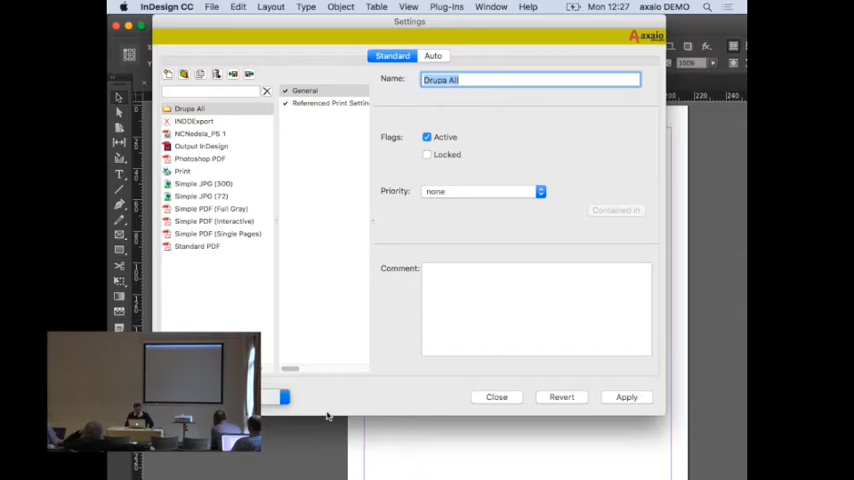 InDesign CC File Edit Layout Type Object Table View Plug-Ins Window Help Mon 12:27 axaio DEMO
Settings
axaio
Standard Auto
Name: Drupa All
General
Referenced Print Settin
Drupa All
INDDExport
NCNedela_PS 1
Output InDesign
Photoshop PDF
Print
Simple JPG (300)
Simple JPG (72)
Simple PDF (Full Gray)
Simple PDF (Interactive)
Simple PDF (Single Pages)
Standard PDF
Flags: Active
Locked
Priority: none
Contained in
Comment:
Close Revert Apply
100%
220 240